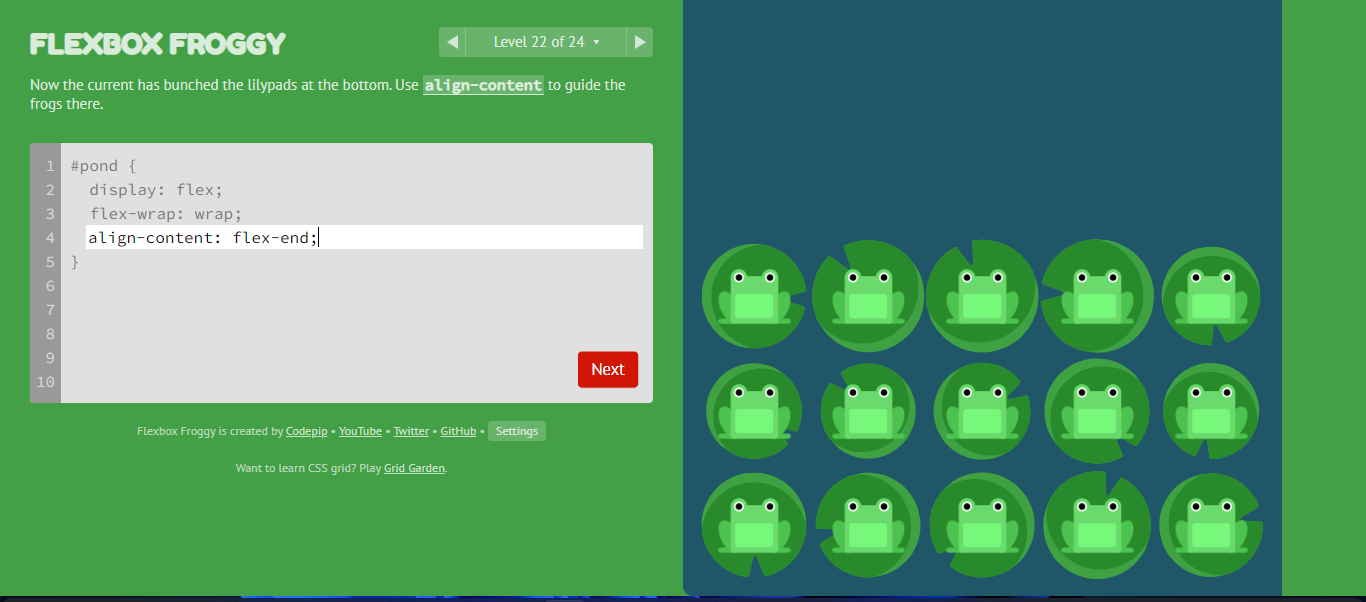 FLEXBOX FROGGY
Level 22 of 24
Now the current has bunched the lilypads at the bottom. Use align-content to guide the
frogs there.
1 #pond {
2 display: flex;
3 flex-wrap: wrap;
4 align-content: flex-end;
5 }
6
7
8
9
10
Next
Flexbox Froggy is created by Codepip • YouTube • Twitter • GitHub • Settings
Want to learn CSS grid? Play Grid Garden.